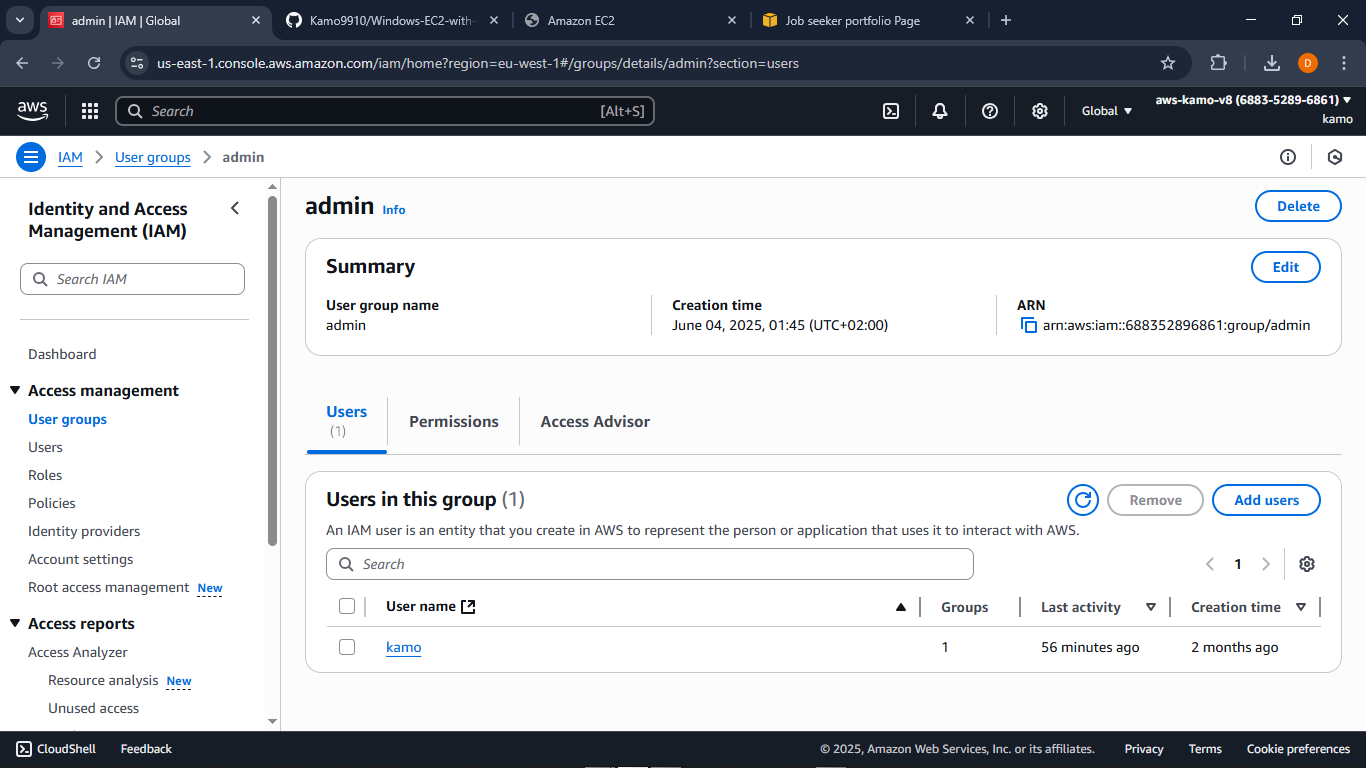 admin | IAM | Global
Kamo9910/Windows-EC2-with-
Amazon EC2
Job seeker portfolio Page
us-east-1.console.aws.amazon.com/iam/home?region=eu-west-1#/groups/details/admin?section=users
D
aws
Search
[Alt+S]
Global
aws-kamo-v8 (6883-5289-6861)
kamo
IAM
User groups
admin
Identity and Access
Management (IAM)
Search IAM
Dashboard
Access management
User groups
Users
Roles
Policies
Identity providers
Account settings
Root access management New
Access reports
Access Analyzer
Resource analysis New
Unused access
admin Info
Delete
Summary
Edit
User group name
admin
Creation time
June 04, 2025, 01:45 (UTC+02:00)
ARN
arn:aws:iam::688352896861:group/admin
Users
(1)
Permissions
Access Advisor
Users in this group (1)
Remove
Add users
An IAM user is an entity that you create in AWS to represent the person or application that uses it to interact with AWS.
Search
1
User name
Groups
Last activity
Creation time
kamo
1
56 minutes ago
2 months ago
CloudShell
Feedback
© 2025, Amazon Web Services, Inc. or its affiliates.
Privacy
Terms
Cookie preferences